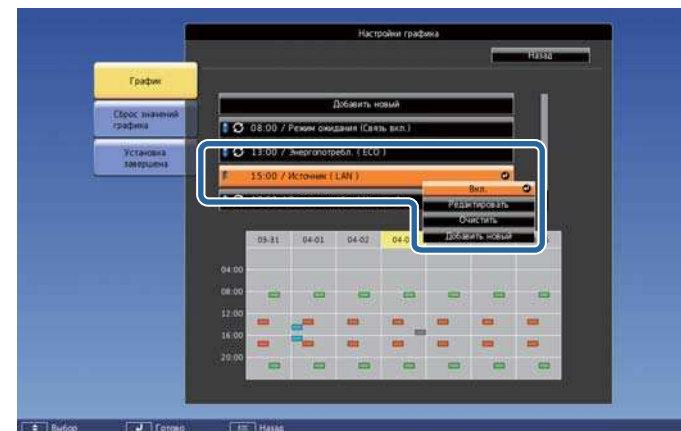 Настройки графика
Назад
График
Сброс значений
графика
Установка
завершена
Добавить новый
08:00 / Режим ожидания (Связь вкл.)
13:00 / Энергопотребл. ( ECO )
15:00 / Источник ( LAN )
Вкл.
Редактировать
Очистить
Добавить новый
03-31 04-01 04-02
04:00
08:00
12:00
16:00
20:00
Выбор Готово Назад